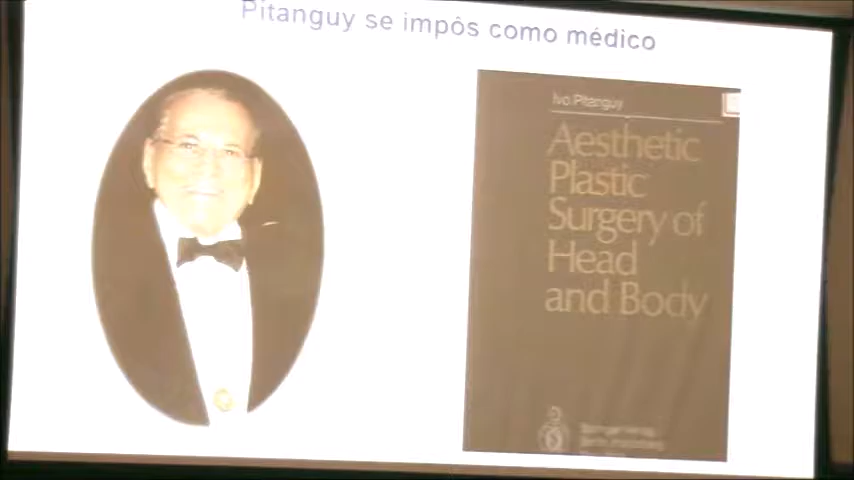 Pitanguy se impôs como médico
Ivo Pitanguy
Aesthetic
Plastic
Surgery of
Head
and Body